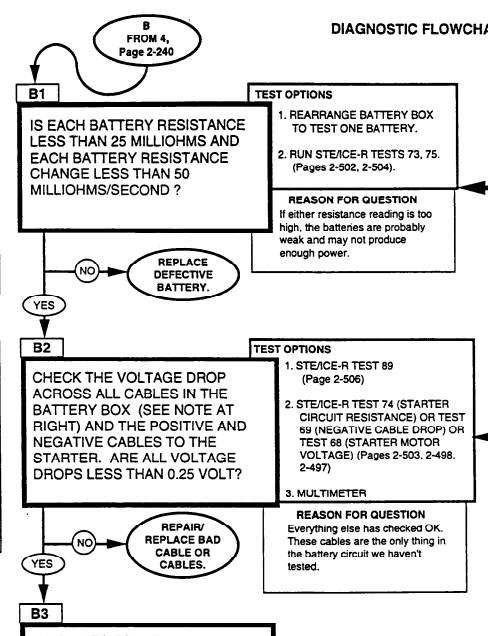 DIAGNOSTIC FLOWCHA
B
FROM 4,
Page 2-240
B1
IS EACH BATTERY RESISTANCE
LESS THAN 25 MILLIOHMS AND
EACH BATTERY RESISTANCE
CHANGE LESS THAN 50
MILLIOHMS/SECOND ?
TEST OPTIONS
1. REARRANGE BATTERY BOX
TO TEST ONE BATTERY.
2. RUN STE/ICE-R TESTS 73, 75.
(Pages 2-502, 2-504).
REASON FOR QUESTION
If either resistance reading is too
high, the batteries are probably
weak and may not produce
enough power.
NO
REPLACE
DEFECTIVE
BATTERY.
YES
B2
CHECK THE VOLTAGE DROP
ACROSS ALL CABLES IN THE
BATTERY BOX (SEE NOTE AT
RIGHT) AND THE POSITIVE AND
NEGATIVE CABLES TO THE
STARTER. ARE ALL VOLTAGE
DROPS LESS THAN 0.25 VOLT?
TEST OPTIONS
1. STE/ICE-R TEST 89
(Page 2-506)
2. STE/ICE-R TEST 74 (STARTER
CIRCUIT RESISTANCE) OR TEST
69 (NEGATIVE CABLE DROP) OR
TEST 68 (STARTER MOTOR
VOLTAGE) (Pages 2-503, 2-498.
2-497)
3. MULTIMETER
REASON FOR QUESTION
Everything else has checked OK.
These cables are the only thing in
the battery circuit we haven't
tested.
NO
REPAIR/
REPLACE BAD
CABLE OR
CABLES.
YES
B3